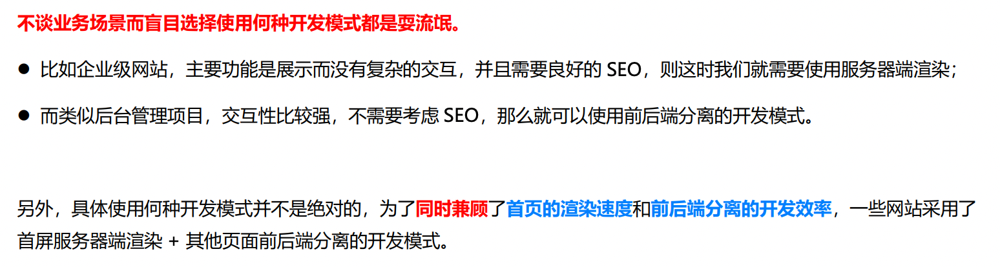 不谈业务场景而盲目选择使用何种开发模式都是耍流氓。
● 比如企业级网站，主要功能是展示而没有复杂的交互，并且需要良好的 SEO，则这时我们就需要使用服务器端渲染；
● 而类似后台管理项目，交互性比较强，不需要考虑 SEO，那么就可以使用前后端分离的开发模式。
另外，具体使用何种开发模式并不是绝对的，为了同时兼顾了首页的渲染速度和前后端分离的开发效率，一些网站采用了
首屏服务器端渲染 + 其他页面前后端分离的开发模式。